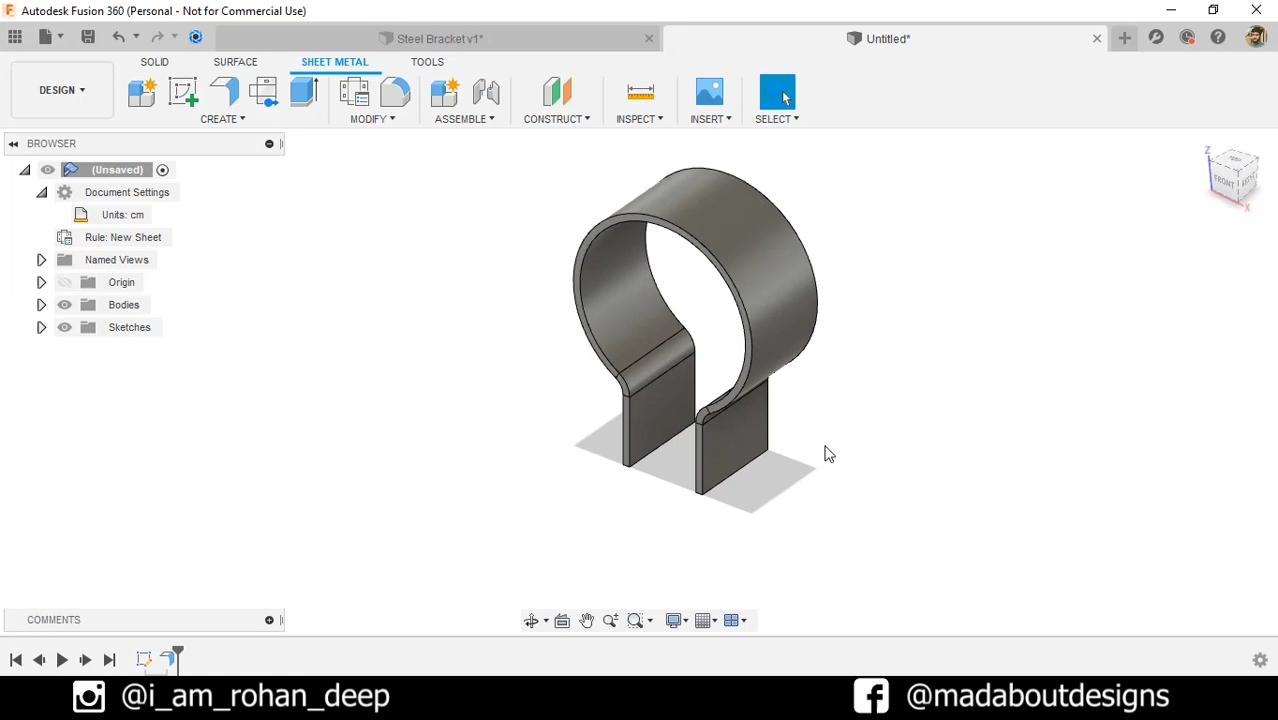 Autodesk Fusion 360 (Personal - Not for Commercial Use)
Steel Bracket v1*
Untitled*
SOLID
SURFACE
SHEET METAL
TOOLS
DESIGN
CREATE
MODIFY
ASSEMBLE
CONSTRUCT
INSPECT
INSERT
SELECT
BROWSER
(Unsaved)
Document Settings
Units: cm
Rule: New Sheet
Named Views
Origin
Bodies
Sketches
Z
FRONT
X
COMMENTS
@i_am_rohan_deep
@madaboutdesigns